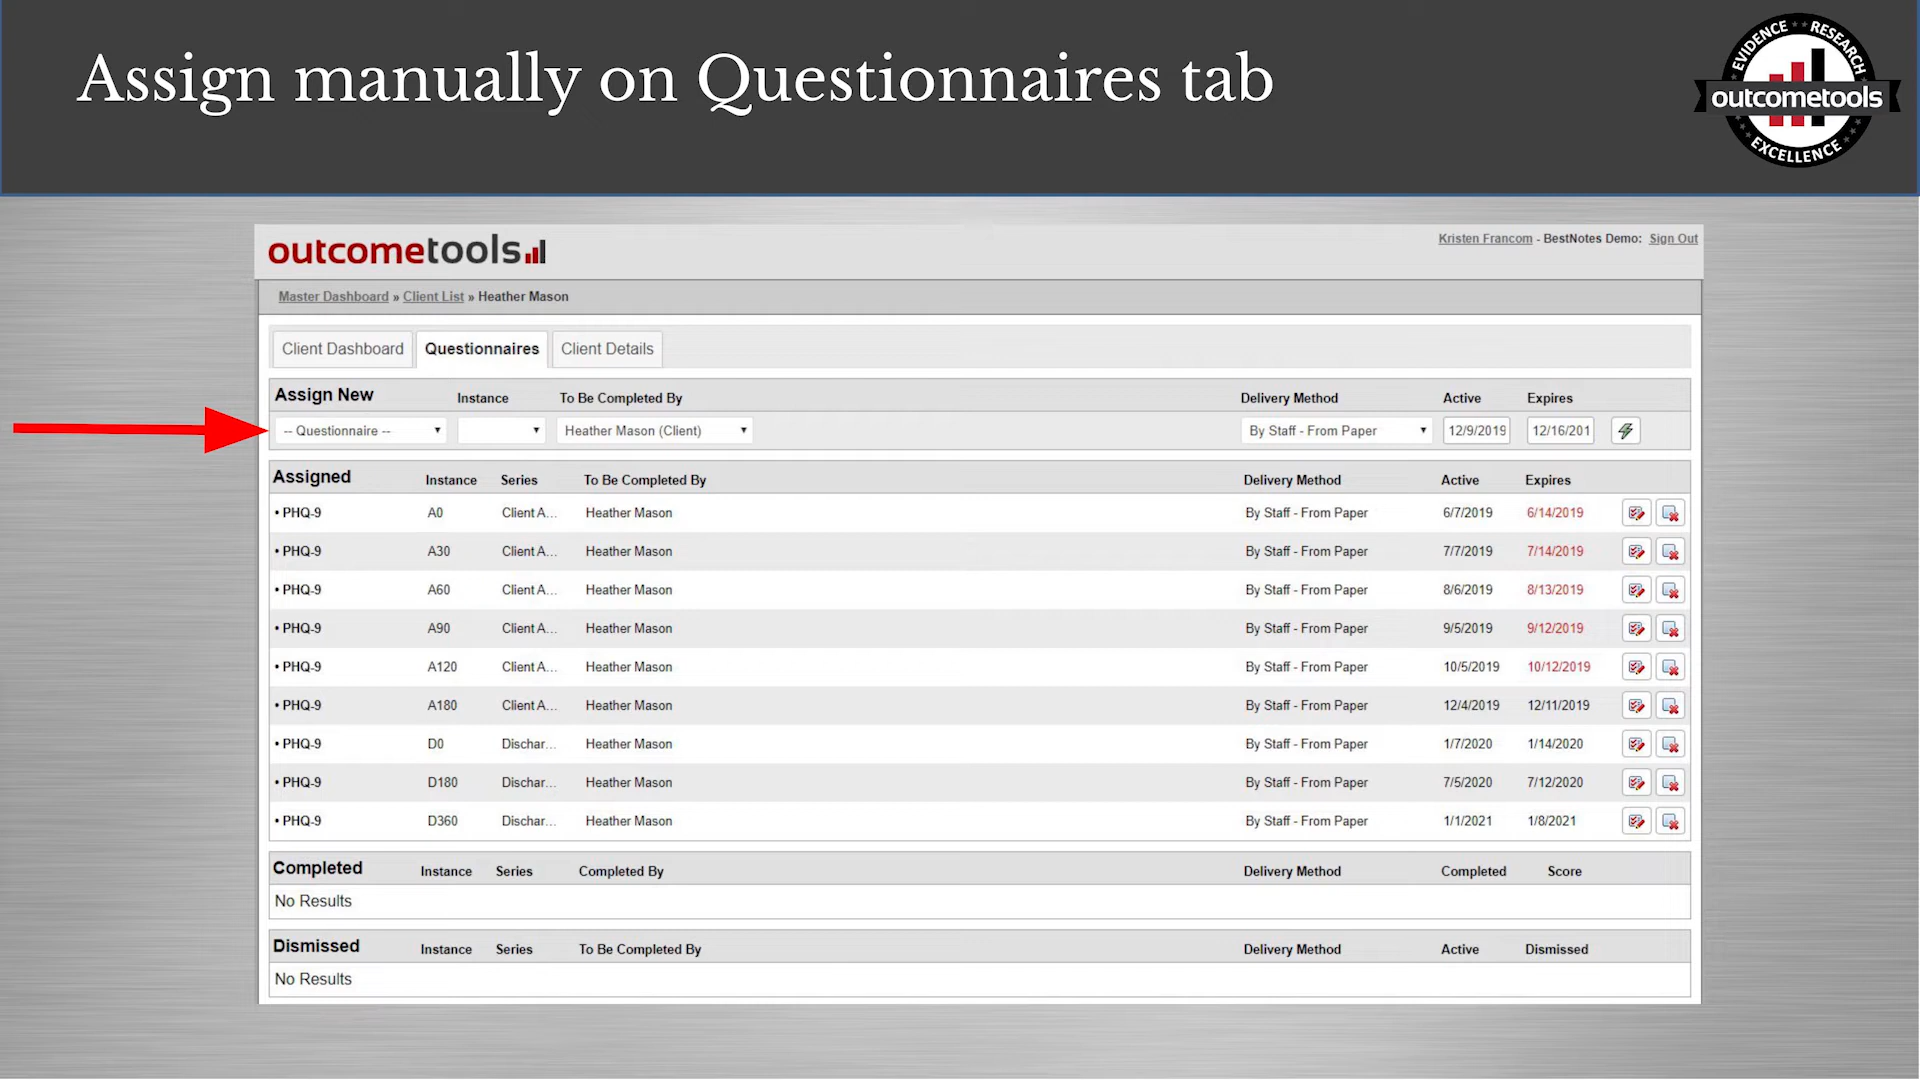 Assign manually on Questionnaires tab
EVIDENCE ★ ★ RESEARCH
outcometools
EXCELLENCE
outcometools
Kristen Francom - BestNotes Demo: Sign Out
Master Dashboard » Client List » Heather Mason
Client Dashboard Questionnaires Client Details
Assign New Instance To Be Completed By Delivery Method Active Expires
-- Questionnaire -- Heather Mason (Client) By Staff - From Paper 12/9/2019 12/16/201
Assigned Instance Series To Be Completed By Delivery Method Active Expires
• PHQ-9 A0 Client A... Heather Mason By Staff - From Paper 6/7/2019 6/14/2019
• PHQ-9 A30 Client A... Heather Mason By Staff - From Paper 7/7/2019 7/14/2019
• PHQ-9 A60 Client A... Heather Mason By Staff - From Paper 8/6/2019 8/13/2019
• PHQ-9 A90 Client A... Heather Mason By Staff - From Paper 9/5/2019 9/12/2019
• PHQ-9 A120 Client A... Heather Mason By Staff - From Paper 10/5/2019 10/12/2019
• PHQ-9 A180 Client A... Heather Mason By Staff - From Paper 12/4/2019 12/11/2019
• PHQ-9 D0 Dischar... Heather Mason By Staff - From Paper 1/7/2020 1/14/2020
• PHQ-9 D180 Dischar... Heather Mason By Staff - From Paper 7/5/2020 7/12/2020
• PHQ-9 D360 Dischar... Heather Mason By Staff - From Paper 1/1/2021 1/8/2021
Completed Instance Series Completed By Delivery Method Completed Score
No Results
Dismissed Instance Series To Be Completed By Delivery Method Active Dismissed
No Results